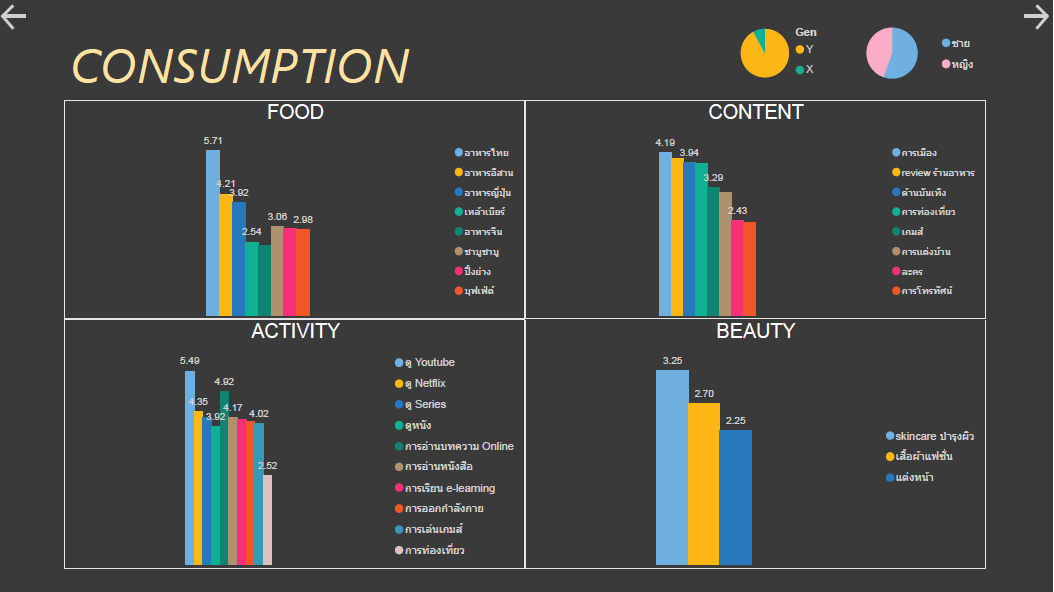 CONSUMPTION
Gen
Y
X
ชาย
หญิง
FOOD
5.71
4.21
3.92
2.54
3.06
2.98
อาหารไทย
อาหารอีสาน
อาหารญี่ปุ่น
เหล้าเบียร์
อาหารจีน
ชาบูชาบู
ปิ้งย่าง
บุฟเฟ่ต์
CONTENT
4.19
3.94
3.29
2.43
การเมือง
review ร้านอาหาร
ด้านบันเทิง
การท่องเที่ยว
เกมส์
การแต่งบ้าน
ละคร
การโทรทัศน์
ACTIVITY
5.49
4.35
3.92
4.92
4.17
4.02
2.52
ดู Youtube
ดู Netflix
ดู Series
ดูหนัง
การอ่านบทความ Online
การอ่านหนังสือ
การเรียน e-learning
การออกกำลังกาย
การเล่นเกมส์
การท่องเที่ยว
BEAUTY
3.25
2.70
2.25
skincare บำรุงผิว
เสื้อผ้าแฟชั่น
แต่งหน้า